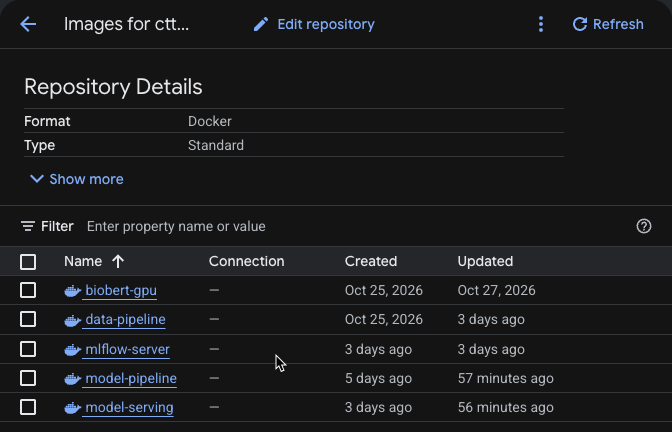 Images for ctt... Edit repository Refresh
Repository Details
Format Docker
Type Standard
Show more
Filter Enter property name or value
Name Connection Created Updated
biobert-gpu — Oct 25, 2026 Oct 27, 2026
data-pipeline — Oct 25, 2026 3 days ago
mlflow-server — 3 days ago 3 days ago
model-pipeline — 5 days ago 57 minutes ago
model-serving — 3 days ago 56 minutes ago